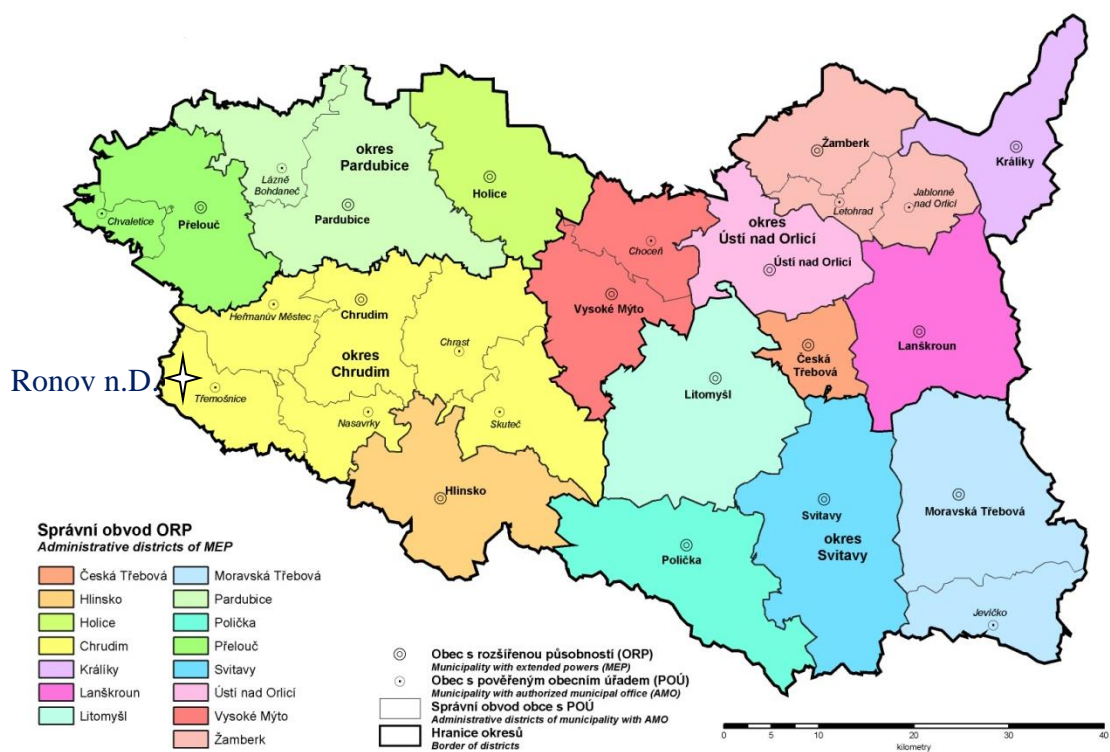 Žamberk
Králíky
okres
Pardubice
Lázně
Bohdaneč
Holice
Letohrad
Jablonné
nad Orlicí
Chvaletice
Přelouč
Pardubice
okres
Ústí nad Orlicí
Choceň
Ústí nad Orlicí
Heřmanův Městec
Chrudim
Vysoké Mýto
Lanškroun
Chrast
okres
Chrudim
Česká
Třebová
Ronov n.D.
Třemošnice
Litomyšl
Nasavrky
Skuteč
Hlinsko
Svitavy
Moravská Třebová
okres
Svitavy
Polička
Jevíčko
Správní obvod ORP
Administrative districts of MEP
Česká Třebová
Hlinsko
Holice
Chrudim
Králíky
Lanškroun
Litomyšl
Moravská Třebová
Pardubice
Polička
Přelouč
Svitavy
Ústí nad Orlicí
Vysoké Mýto
Žamberk
Obec s rozšířenou působností (ORP)
Municipality with extended powers (MEP)
Obec s pověřeným obecním úřadem (POÚ)
Municipality with authorized municipal office (AMO)
Správní obvod obce s POÚ
Administrative districts of municipality with AMO
Hranice okresů
Border of districts
0 10 20 30 40
kilometry